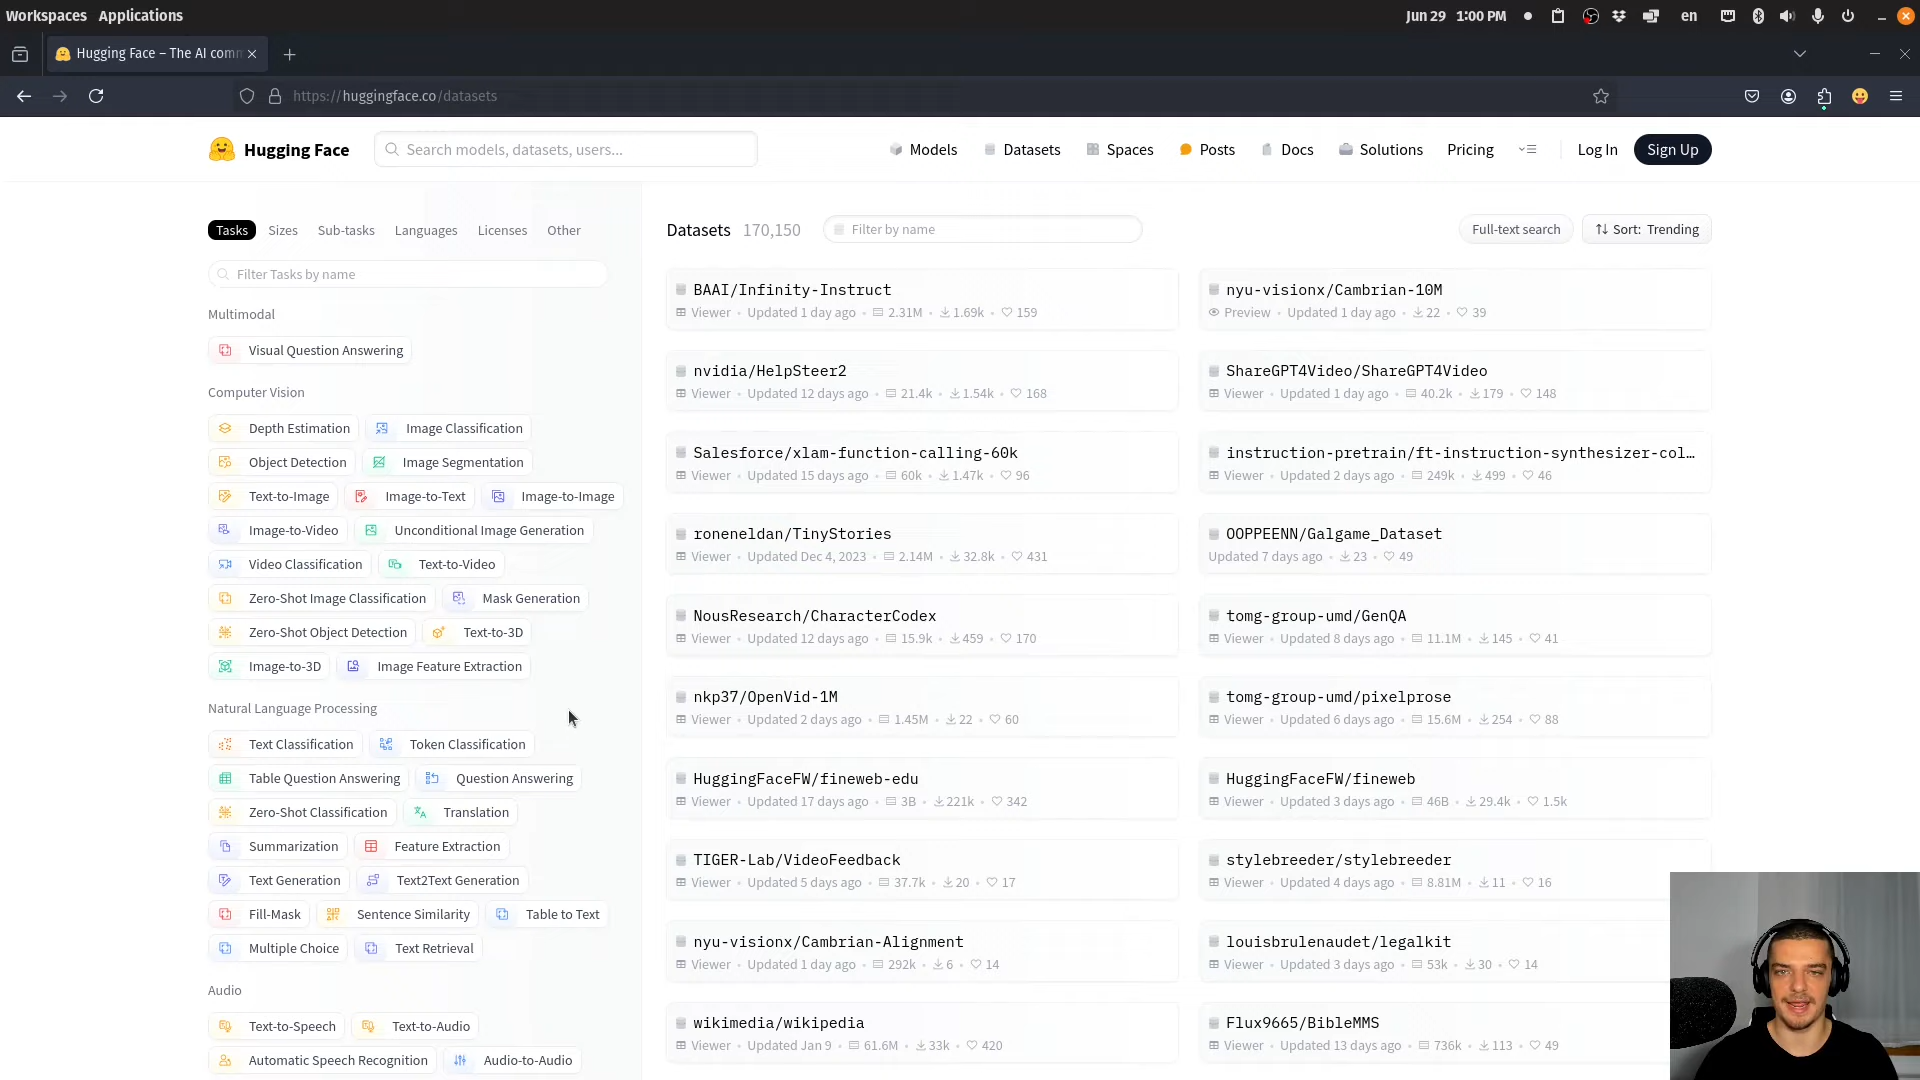 Workspaces Applications
Jun 29 1:00 PM
en
Hugging Face – The AI com
https://huggingface.co/datasets
Hugging Face
Search models, datasets, users...
Models
Datasets
Spaces
Posts
Docs
Solutions
Pricing
Log In
Sign Up
Tasks Sizes Sub-tasks Languages Licenses Other
Filter Tasks by name
Multimodal
Visual Question Answering
Computer Vision
Depth Estimation Image Classification
Object Detection Image Segmentation
Text-to-Image Image-to-Text Image-to-Image
Image-to-Video Unconditional Image Generation
Video Classification Text-to-Video
Zero-Shot Image Classification Mask Generation
Zero-Shot Object Detection Text-to-3D
Image-to-3D Image Feature Extraction
Natural Language Processing
Text Classification Token Classification
Table Question Answering Question Answering
Zero-Shot Classification Translation
Summarization Feature Extraction
Text Generation Text2Text Generation
Fill-Mask Sentence Similarity Table to Text
Multiple Choice Text Retrieval
Audio
Text-to-Speech Text-to-Audio
Automatic Speech Recognition Audio-to-Audio
Datasets 170,150
Filter by name
Full-text search
Sort: Trending
BAAI/Infinity-Instruct
Viewer • Updated 1 day ago • 2.31M • 1.69k • 159
nyu-visionx/Cambrian-10M
Preview • Updated 1 day ago • 22 • 39
nvidia/HelpSteer2
Viewer • Updated 12 days ago • 21.4k • 1.54k • 168
ShareGPT4Video/ShareGPT4Video
Viewer • Updated 1 day ago • 40.2k • 179 • 148
Salesforce/xlam-function-calling-60k
Viewer • Updated 15 days ago • 60k • 1.47k • 96
instruction-pretrain/ft-instruction-synthesizer-col…
Viewer • Updated 2 days ago • 249k • 499 • 46
roneneldan/TinyStories
Viewer • Updated Dec 4, 2023 • 2.14M • 32.8k • 431
OOPPEENN/Galgame_Dataset
Updated 7 days ago • 23 • 49
NousResearch/CharacterCodex
Viewer • Updated 12 days ago • 15.9k • 459 • 170
tomg-group-umd/GenQA
Viewer • Updated 8 days ago • 11.1M • 145 • 41
nkp37/OpenVid-1M
Viewer • Updated 2 days ago • 1.45M • 22 • 60
tomg-group-umd/pixelprose
Viewer • Updated 6 days ago • 15.6M • 254 • 88
HuggingFaceFW/fineweb-edu
Viewer • Updated 17 days ago • 3B • 221k • 342
HuggingFaceFW/fineweb
Viewer • Updated 3 days ago • 46B • 29.4k • 1.5k
TIGER-Lab/VideoFeedback
Viewer • Updated 5 days ago • 37.7k • 20 • 17
stylebreeder/stylebreeder
Viewer • Updated 4 days ago • 8.81M • 11 • 16
nyu-visionx/Cambrian-Alignment
Viewer • Updated 1 day ago • 292k • 6 • 14
louisbrulenaudet/legalkit
Viewer • Updated 3 days ago • 53k • 30 • 14
wikimedia/wikipedia
Viewer • Updated Jan 9 • 61.6M • 33k • 420
Flux9665/BibleMMS
Viewer • Updated 13 days ago • 736k • 113 • 49